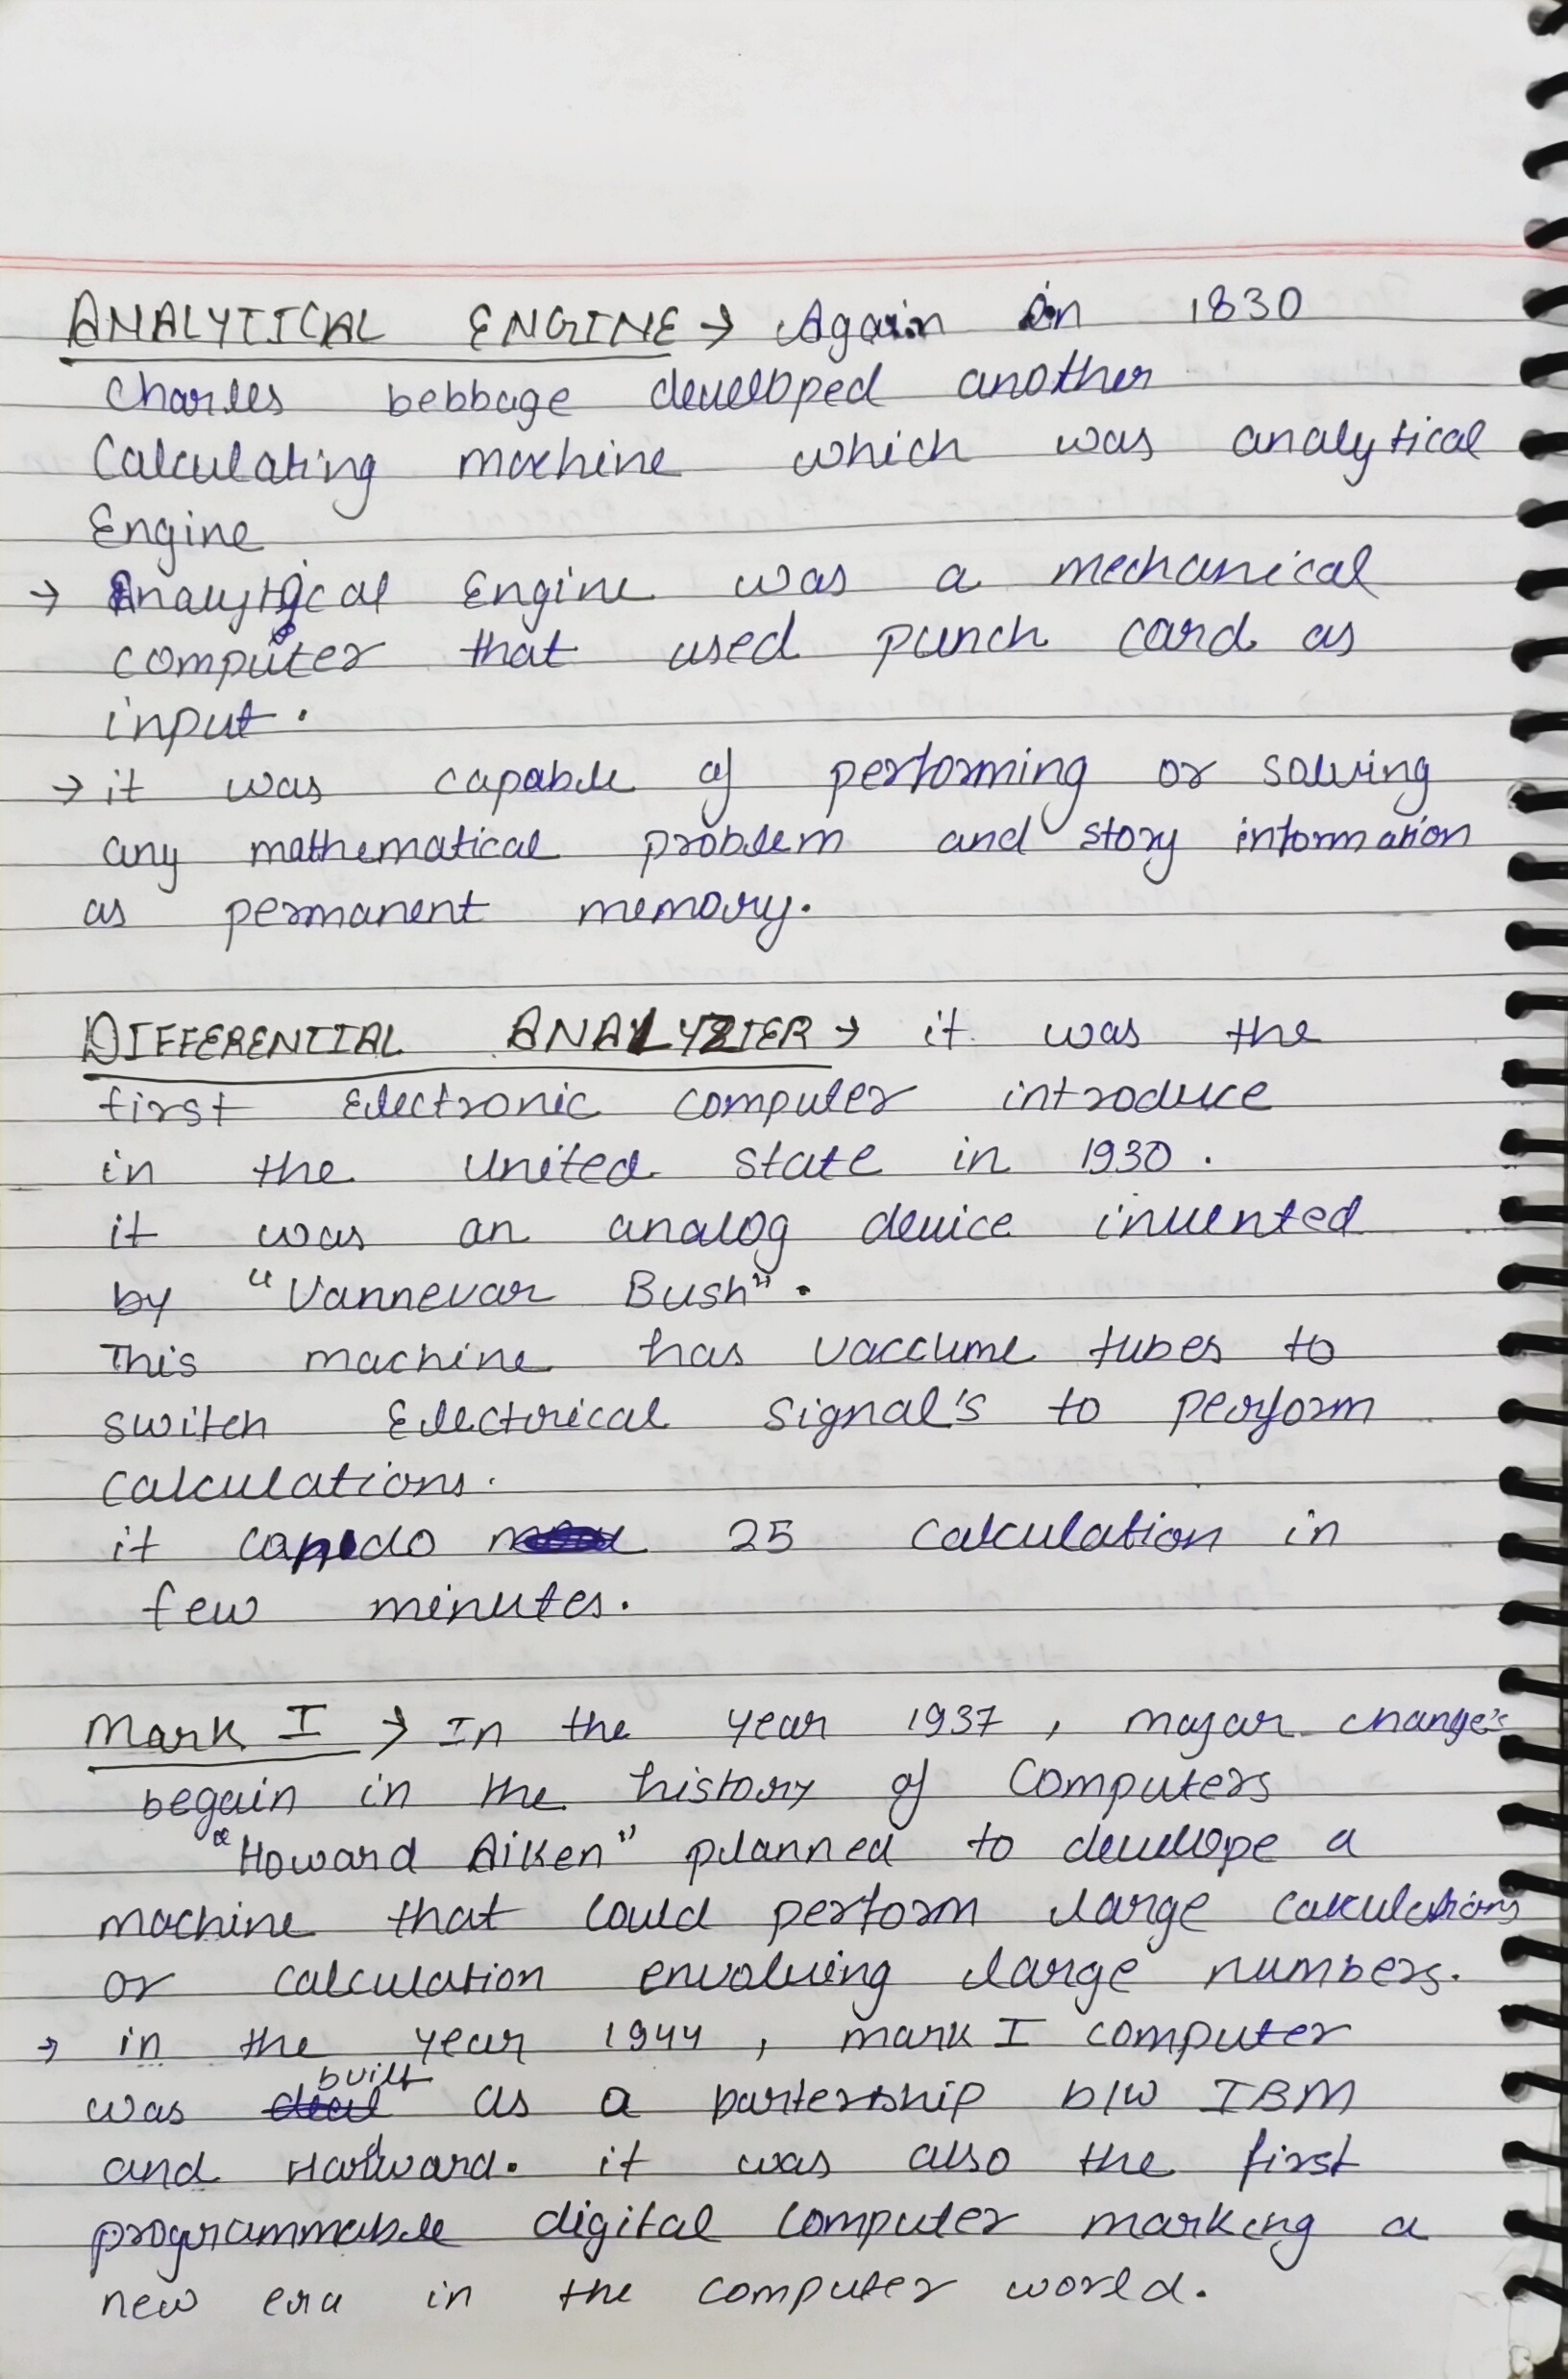 ANALYTICAL ENGINE → Again in 1830
Charles bebbage developed another
Calculating machine which was analytical
Engine
→ Analytical Engine was a mechanical
computer that used punch card as
input.
→ it was capable of performing or solving
any mathematical problem and story information
as permanent memory.
DIFFERENTIAL ANALYZIER → it was the
first Electronic computer introduce
in the United state in 1930.
it was an analog device invented
by "Vannevar Bush".
This machine has vaccume tubes to
switch Electrical Signal's to perform
calculations.
it can do 25 calculation in
few minutes.
Mark I → In the year 1937, majar change's
begain in the history of Computers
"Howard Aiken" planned to develope a
machine that could perform large calculations
or calculation envolving large numbers.
→ in the year 1944, mark I computer
was built as a partership b/w IBM
and Harward. it was also the first
programmable digital computer marking a
new era in the computer world.